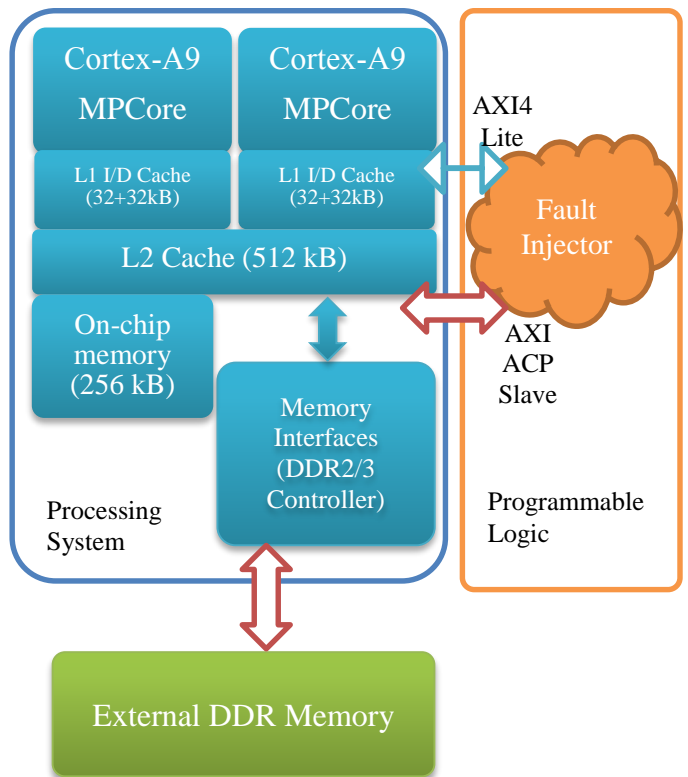 Cortex-A9
MPCore
Cortex-A9
MPCore
L1 I/D Cache
(32+32kB)
L1 I/D Cache
(32+32kB)
L2 Cache (512 kB)
On-chip
memory
(256 kB)
Memory
Interfaces
(DDR2/3
Controller)
Processing
System
AXI4
Lite
Fault
Injector
AXI
ACP
Slave
Programmable
Logic
External DDR Memory